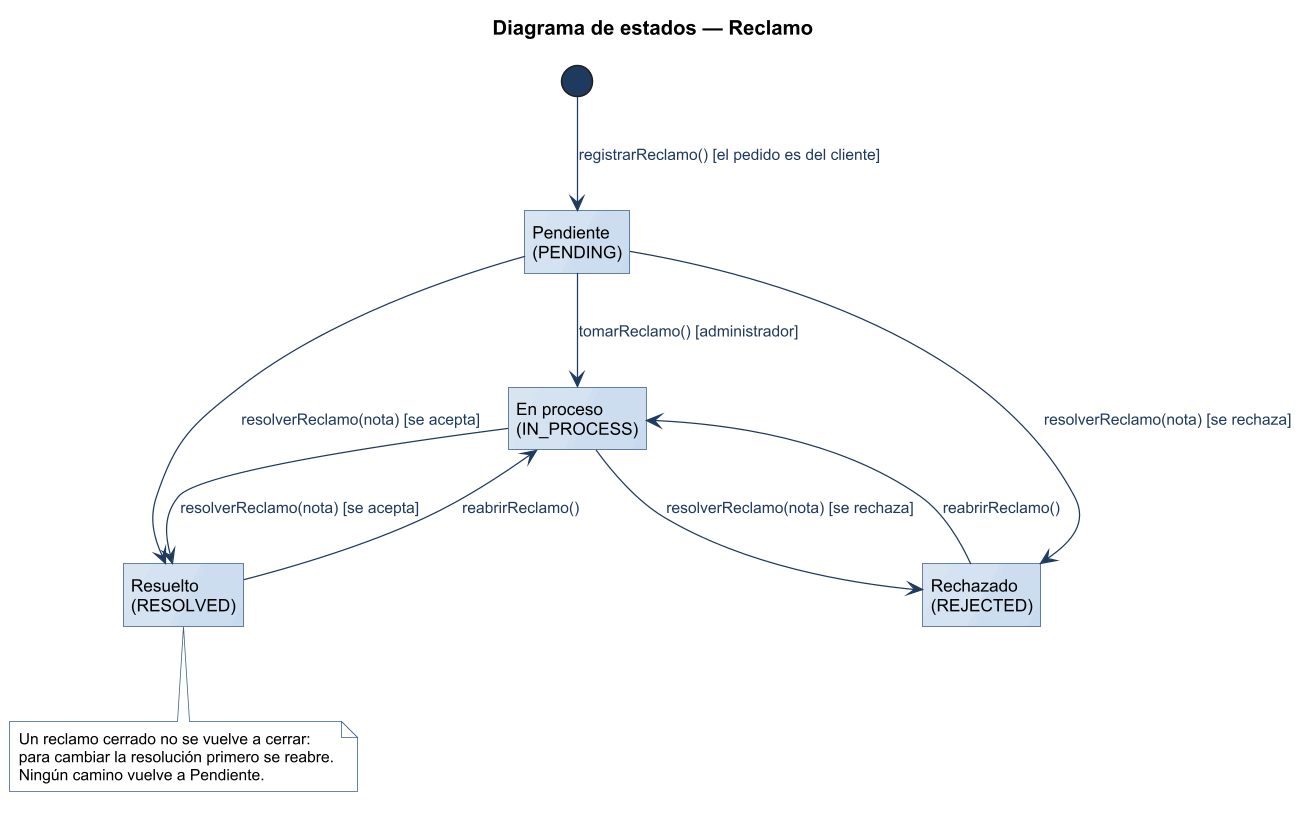 Diagrama de estados — Reclamo
registrarReclamo() [el pedido es del cliente]
Pendiente
(PENDING)
tomarReclamo() [administrador]
En proceso
(IN_PROCESS)
resolverReclamo(nota) [se acepta]
resolverReclamo(nota) [se rechaza]
resolverReclamo(nota) [se acepta]
reabrirReclamo()
resolverReclamo(nota) [se rechaza]
reabrirReclamo()
Resuelto
(RESOLVED)
Rechazado
(REJECTED)
Un reclamo cerrado no se vuelve a cerrar:
para cambiar la resolución primero se reabre.
Ningún camino vuelve a Pendiente.